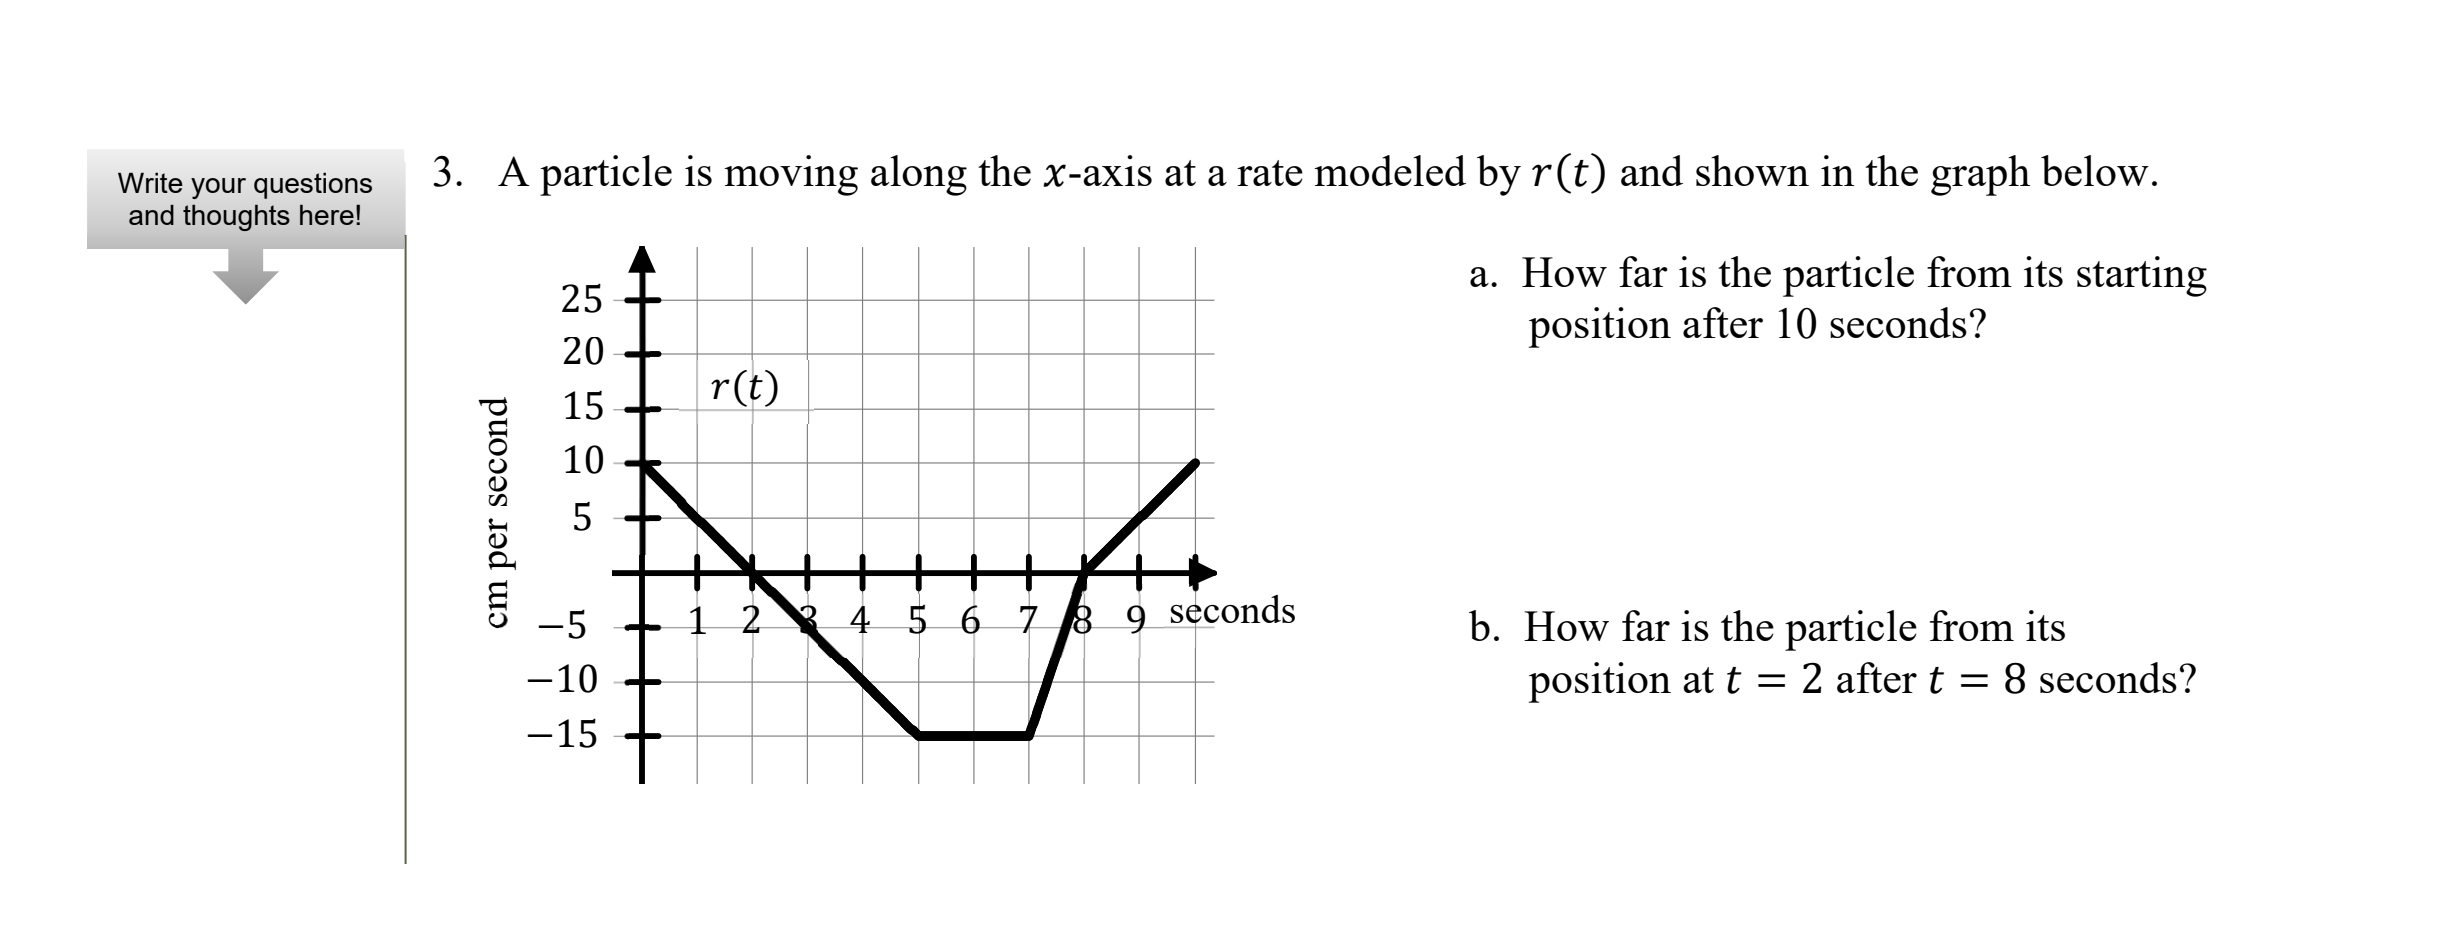 Write your questions
and thoughts here!
3. A particle is moving along the x-axis at a rate modeled by r(t) and shown in the graph below.
25
20
15
10
5
−5
−10
−15
cm per second
r(t)
1 2 3 4 5 6 7 8 9 seconds
a. How far is the particle from its starting
position after 10 seconds?
b. How far is the particle from its
position at t = 2 after t = 8 seconds?